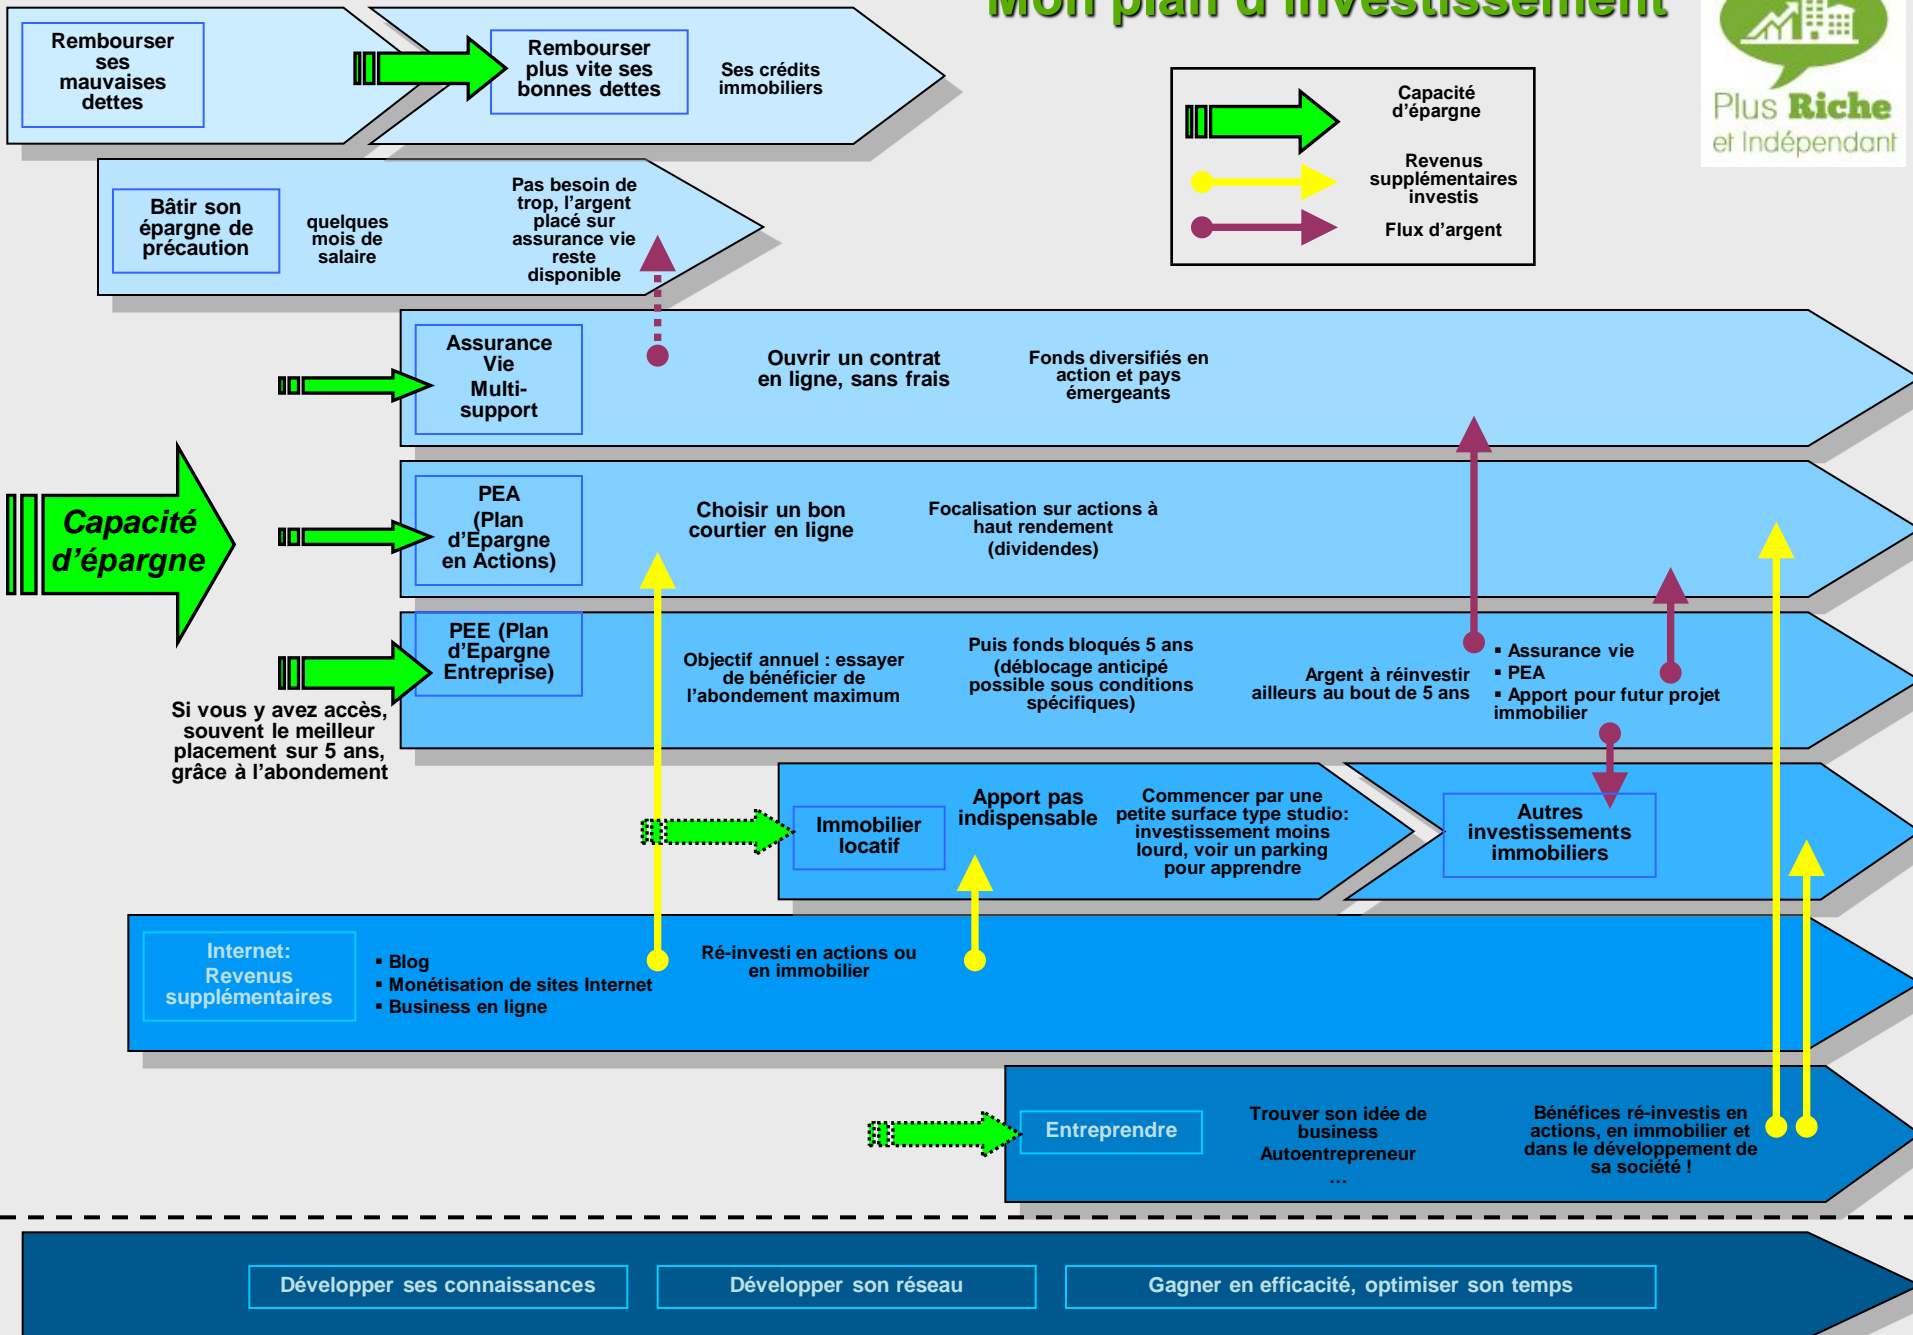 Mon plan d'investissement
Plus Riche
et Indépendant
Rembourser
ses
mauvaises
dettes
Rembourser
plus vite ses
bonnes dettes
Ses crédits
immobiliers
Capacité
d'épargne
Revenus
supplémentaires
investis
Flux d'argent
Bâtir son
épargne de
précaution
quelques
mois de
salaire
Pas besoin de
trop, l'argent
placé sur
assurance vie
reste
disponible
Assurance
Vie
Multi-
support
Ouvrir un contrat
en ligne, sans frais
Fonds diversifiés en
action et pays
émergeants
Capacité
d'épargne
PEA
(Plan
d'Epargne
en Actions)
Choisir un bon
courtier en ligne
Focalisation sur actions à
haut rendement
(dividendes)
PEE (Plan
d'Epargne
Entreprise)
Objectif annuel : essayer
de bénéficier de
l'abondement maximum
Puis fonds bloqués 5 ans
(déblocage anticipé
possible sous conditions
spécifiques)
Argent à réinvestir
ailleurs au bout de 5 ans
▪ Assurance vie
▪ PEA
▪ Apport pour futur projet
immobilier
Si vous y avez accès,
souvent le meilleur
placement sur 5 ans,
grâce à l'abondement
Immobilier
locatif
Apport pas
indispensable
Commencer par une
petite surface type studio:
investissement moins
lourd, voir un parking
pour apprendre
Autres
investissements
immobiliers
Internet:
Revenus
supplémentaires
▪ Blog
▪ Monétisation de sites Internet
▪ Business en ligne
Ré-investi en actions ou
en immobilier
Entreprendre
Trouver son idée de
business
Autoentrepreneur
…
Bénéfices ré-investis en
actions, en immobilier et
dans le développement de
sa société !
Développer ses connaissances
Développer son réseau
Gagner en efficacité, optimiser son temps